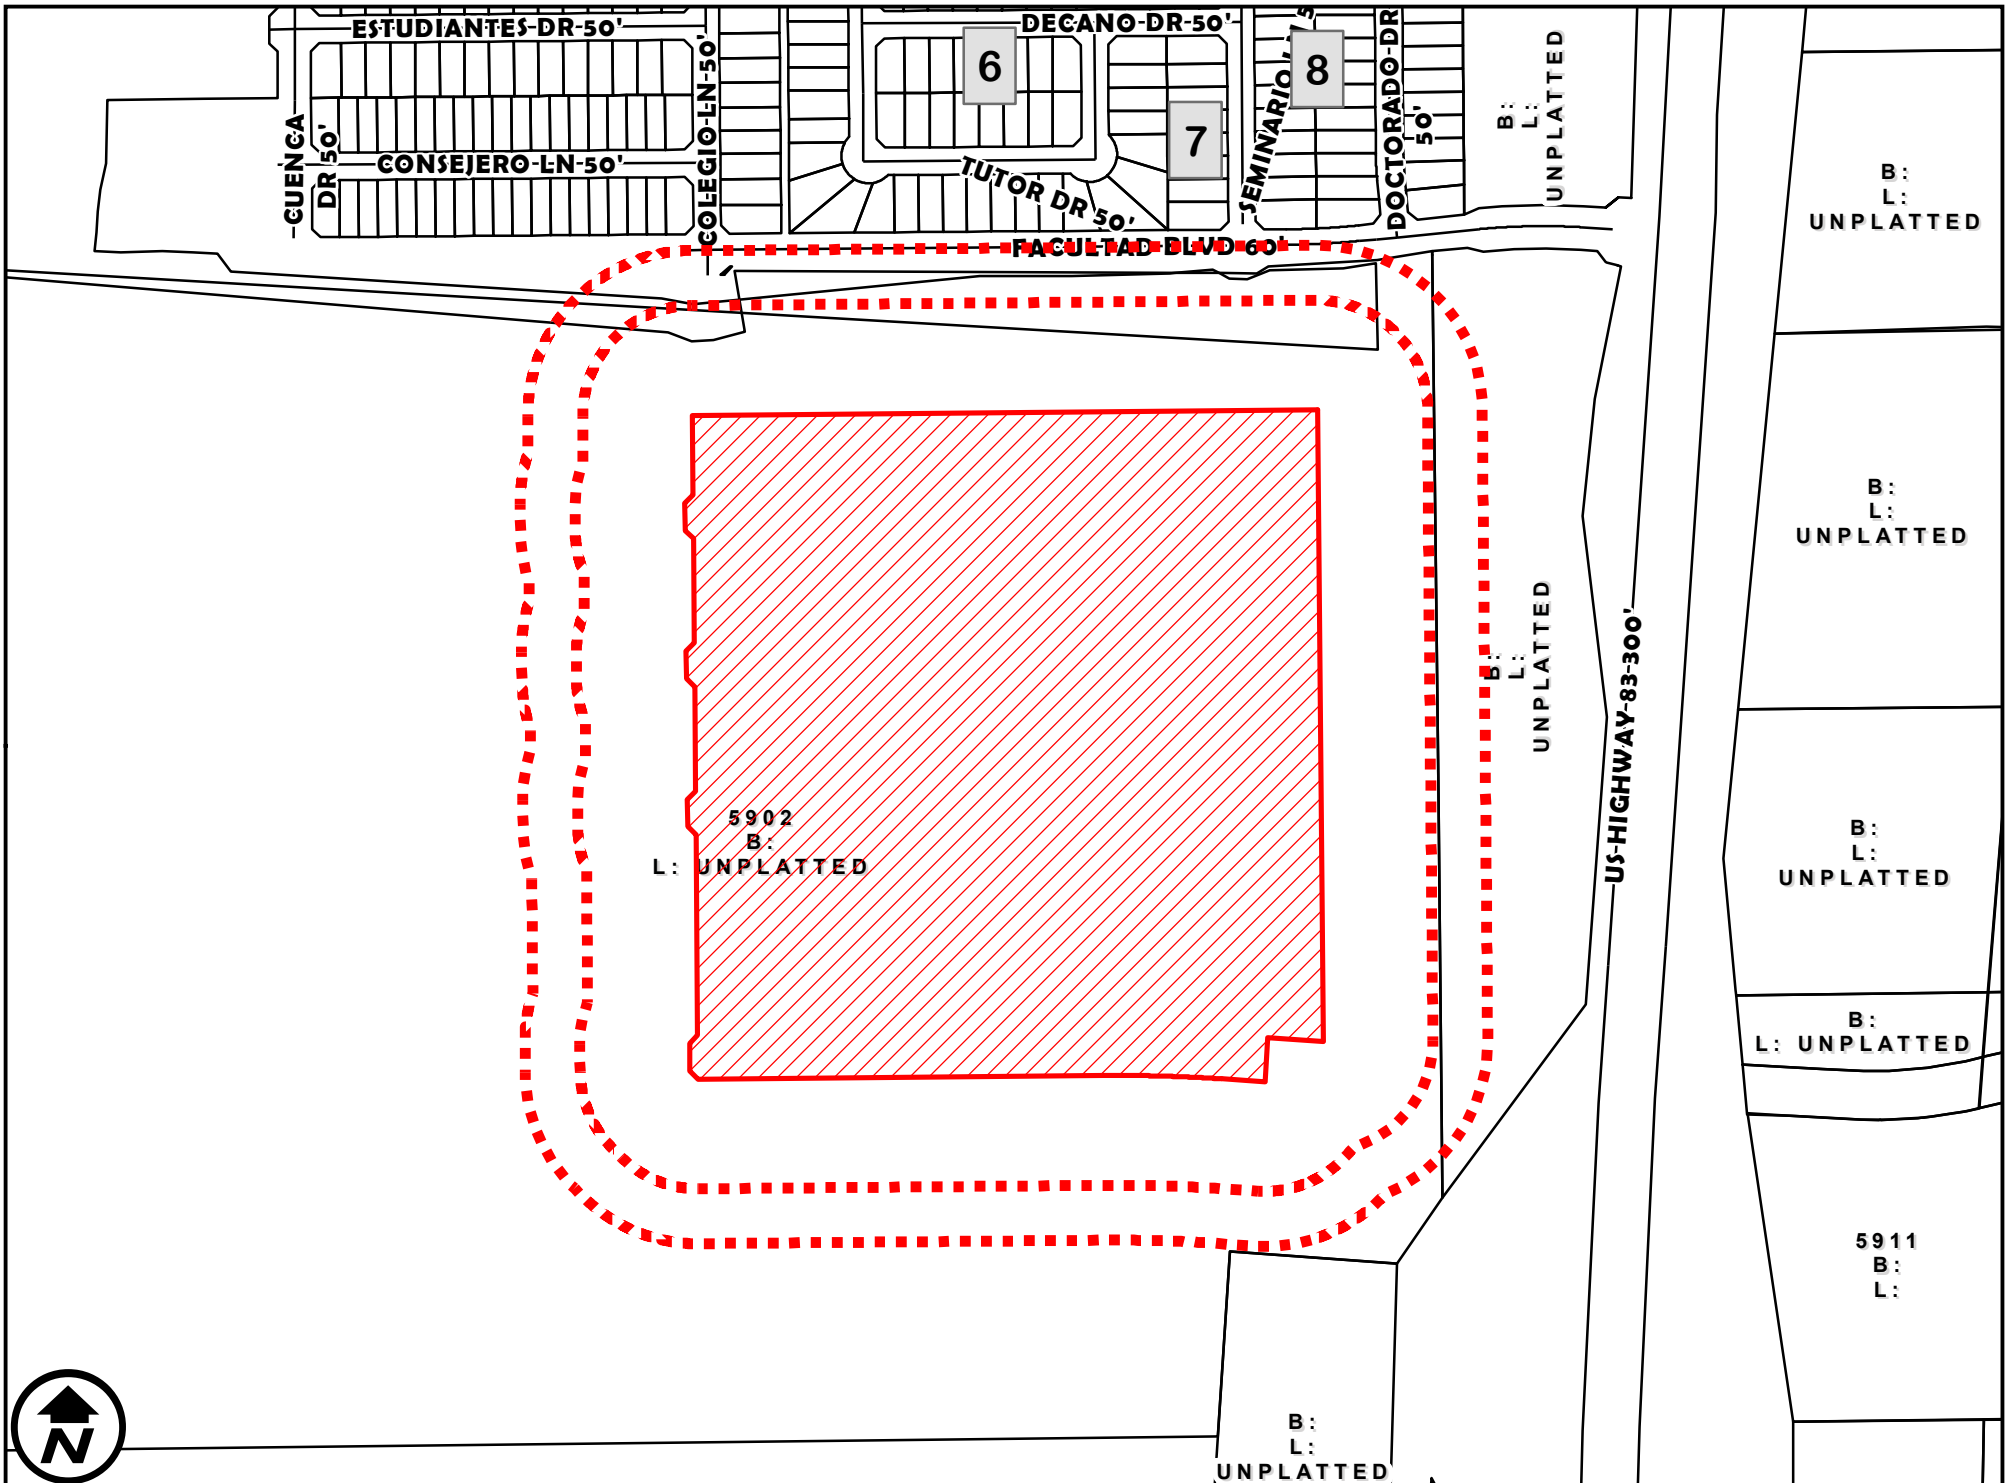 ESTUDIANTES-DR-50'
DECANO-DR-50'
6
8
7
CUENCA
DR-50'
CONSEJERO-LN-50'
COLEGIO-LN-50'
TUTOR DR 50'
SEMINARIO
DOCTORADO-DR
50'
FACULTAD-BLVD-60'
B:
L:
UNPLATTED
B:
L:
UNPLATTED
B:
L:
UNPLATTED
B:
L:
UNPLATTED
US-HIGHWAY-83-300'
5902
B:
L: UNPLATTED
B:
L:
UNPLATTED
B:
L: UNPLATTED
5911
B:
L:
B:
L:
UNPLATTED
N